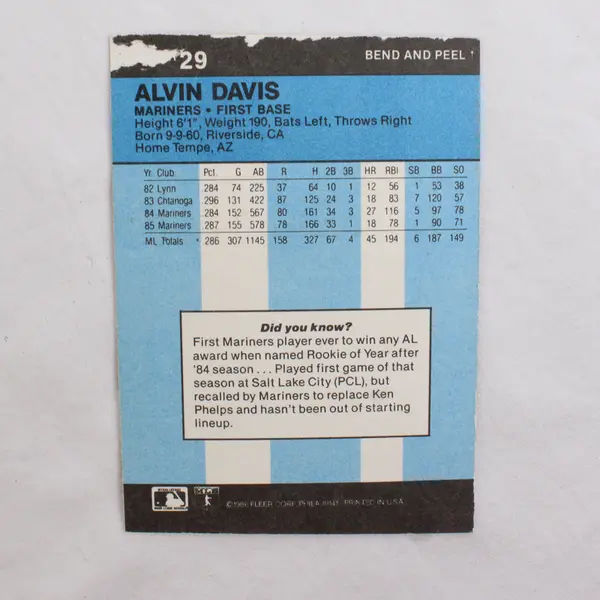 29
BEND AND PEEL ↑
ALVIN DAVIS
MARINERS • FIRST BASE
Height 6'1", Weight 190, Bats Left, Throws Right
Born 9-9-60, Riverside, CA
Home Tempe, AZ
Yr. Club Pct. G AB R H 2B 3B HR RBI SB BB SO
82 Lynn .284 74 225 37 64 10 1 12 56 1 53 38
83 Chtanoga .296 131 422 87 125 24 3 18 83 7 120 57
84 Mariners .284 152 567 80 161 34 3 27 116 5 97 78
85 Mariners .287 155 578 78 166 33 1 18 78 1 90 71
ML Totals .286 307 1145 158 327 67 4 45 194 6 187 149
Did you know?
First Mariners player ever to win any AL
award when named Rookie of Year after
'84 season . . . Played first game of that
season at Salt Lake City (PCL), but
recalled by Mariners to replace Ken
Phelps and hasn't been out of starting
lineup.
©1986 FLEER CORP. PHILA. 19141 PRINTED IN U.S.A.